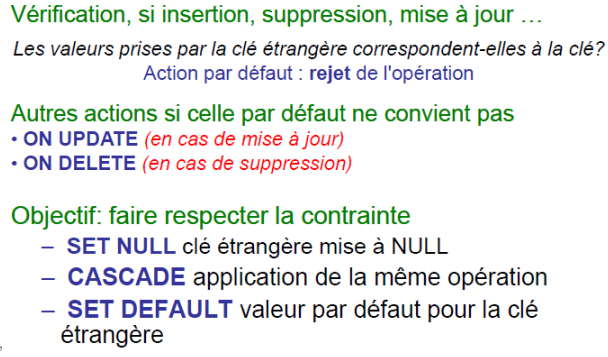 Vérification, si insertion, suppression, mise à jour ...
Les valeurs prises par la clé étrangère correspondent-elles à la clé?
Action par défaut : rejet de l'opération
Autres actions si celle par défaut ne convient pas
• ON UPDATE (en cas de mise à jour)
• ON DELETE (en cas de suppression)
Objectif: faire respecter la contrainte
– SET NULL clé étrangère mise à NULL
– CASCADE application de la même opération
– SET DEFAULT valeur par défaut pour la clé
étrangère